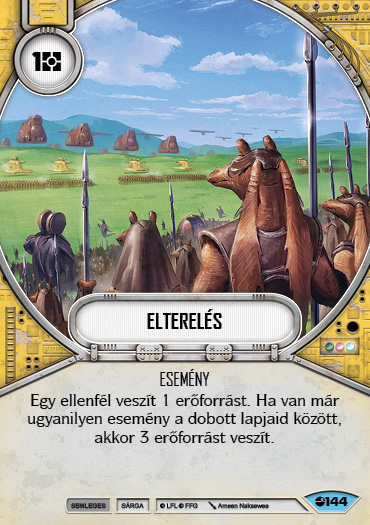 1
ELTERELÉS
ESEMÉNY
Egy ellenfél veszít 1 erőforrást. Ha van már
ugyanilyen esemény a dobott lapjaid között,
akkor 3 erőforrást veszít.
SEMLEGES SÁRGA © LFL © FFG Ameen Naksewee 144